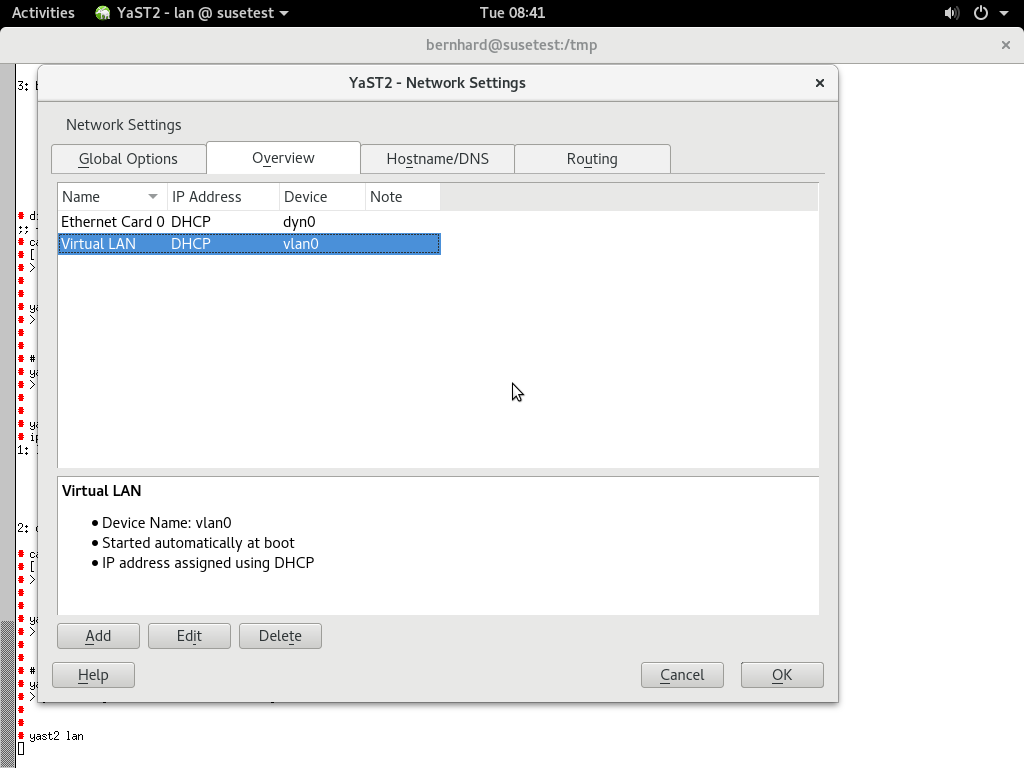 Activities YaST2 - lan @ susetest Tue 08:41
bernhard@susetest:/tmp
YaST2 - Network Settings
Network Settings
Global Options Overview Hostname/DNS Routing
Name IP Address Device Note
Ethernet Card 0 DHCP dyn0
Virtual LAN DHCP vlan0
Virtual LAN
• Device Name: vlan0
• Started automatically at boot
• IP address assigned using DHCP
Add Edit Delete
Help Cancel OK
3:
;;
[
>
>
#
>
1:
2:
[
>
>
#
>
yast2 lan